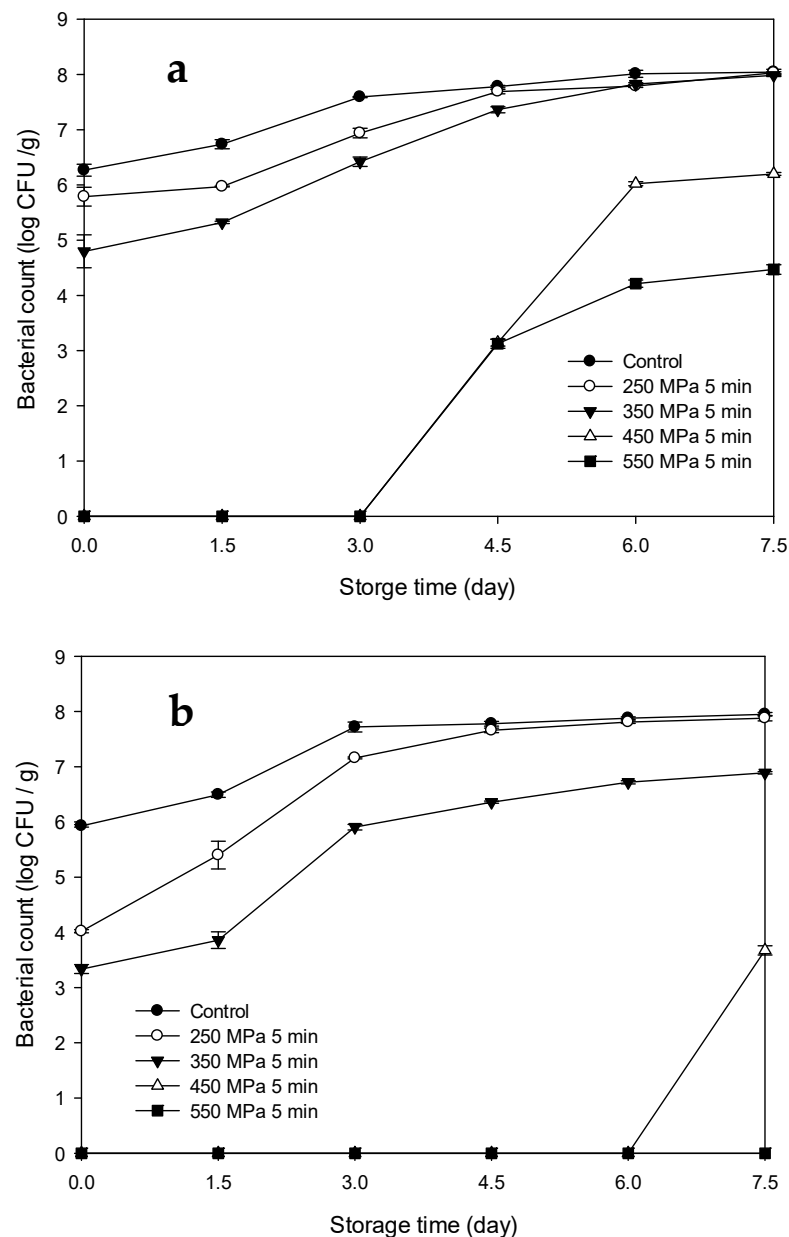 9
a
8
7
6
5
4
3
2
1
0
Bacterial count (log CFU /g)
Control
250 MPa 5 min
350 MPa 5 min
450 MPa 5 min
550 MPa 5 min
0.0 1.5 3.0 4.5 6.0 7.5
Storge time (day)
9
b
8
7
6
5
4
3
2
1
0
Bacterial count (log CFU / g)
Control
250 MPa 5 min
350 MPa 5 min
450 MPa 5 min
550 MPa 5 min
0.0 1.5 3.0 4.5 6.0 7.5
Storage time (day)